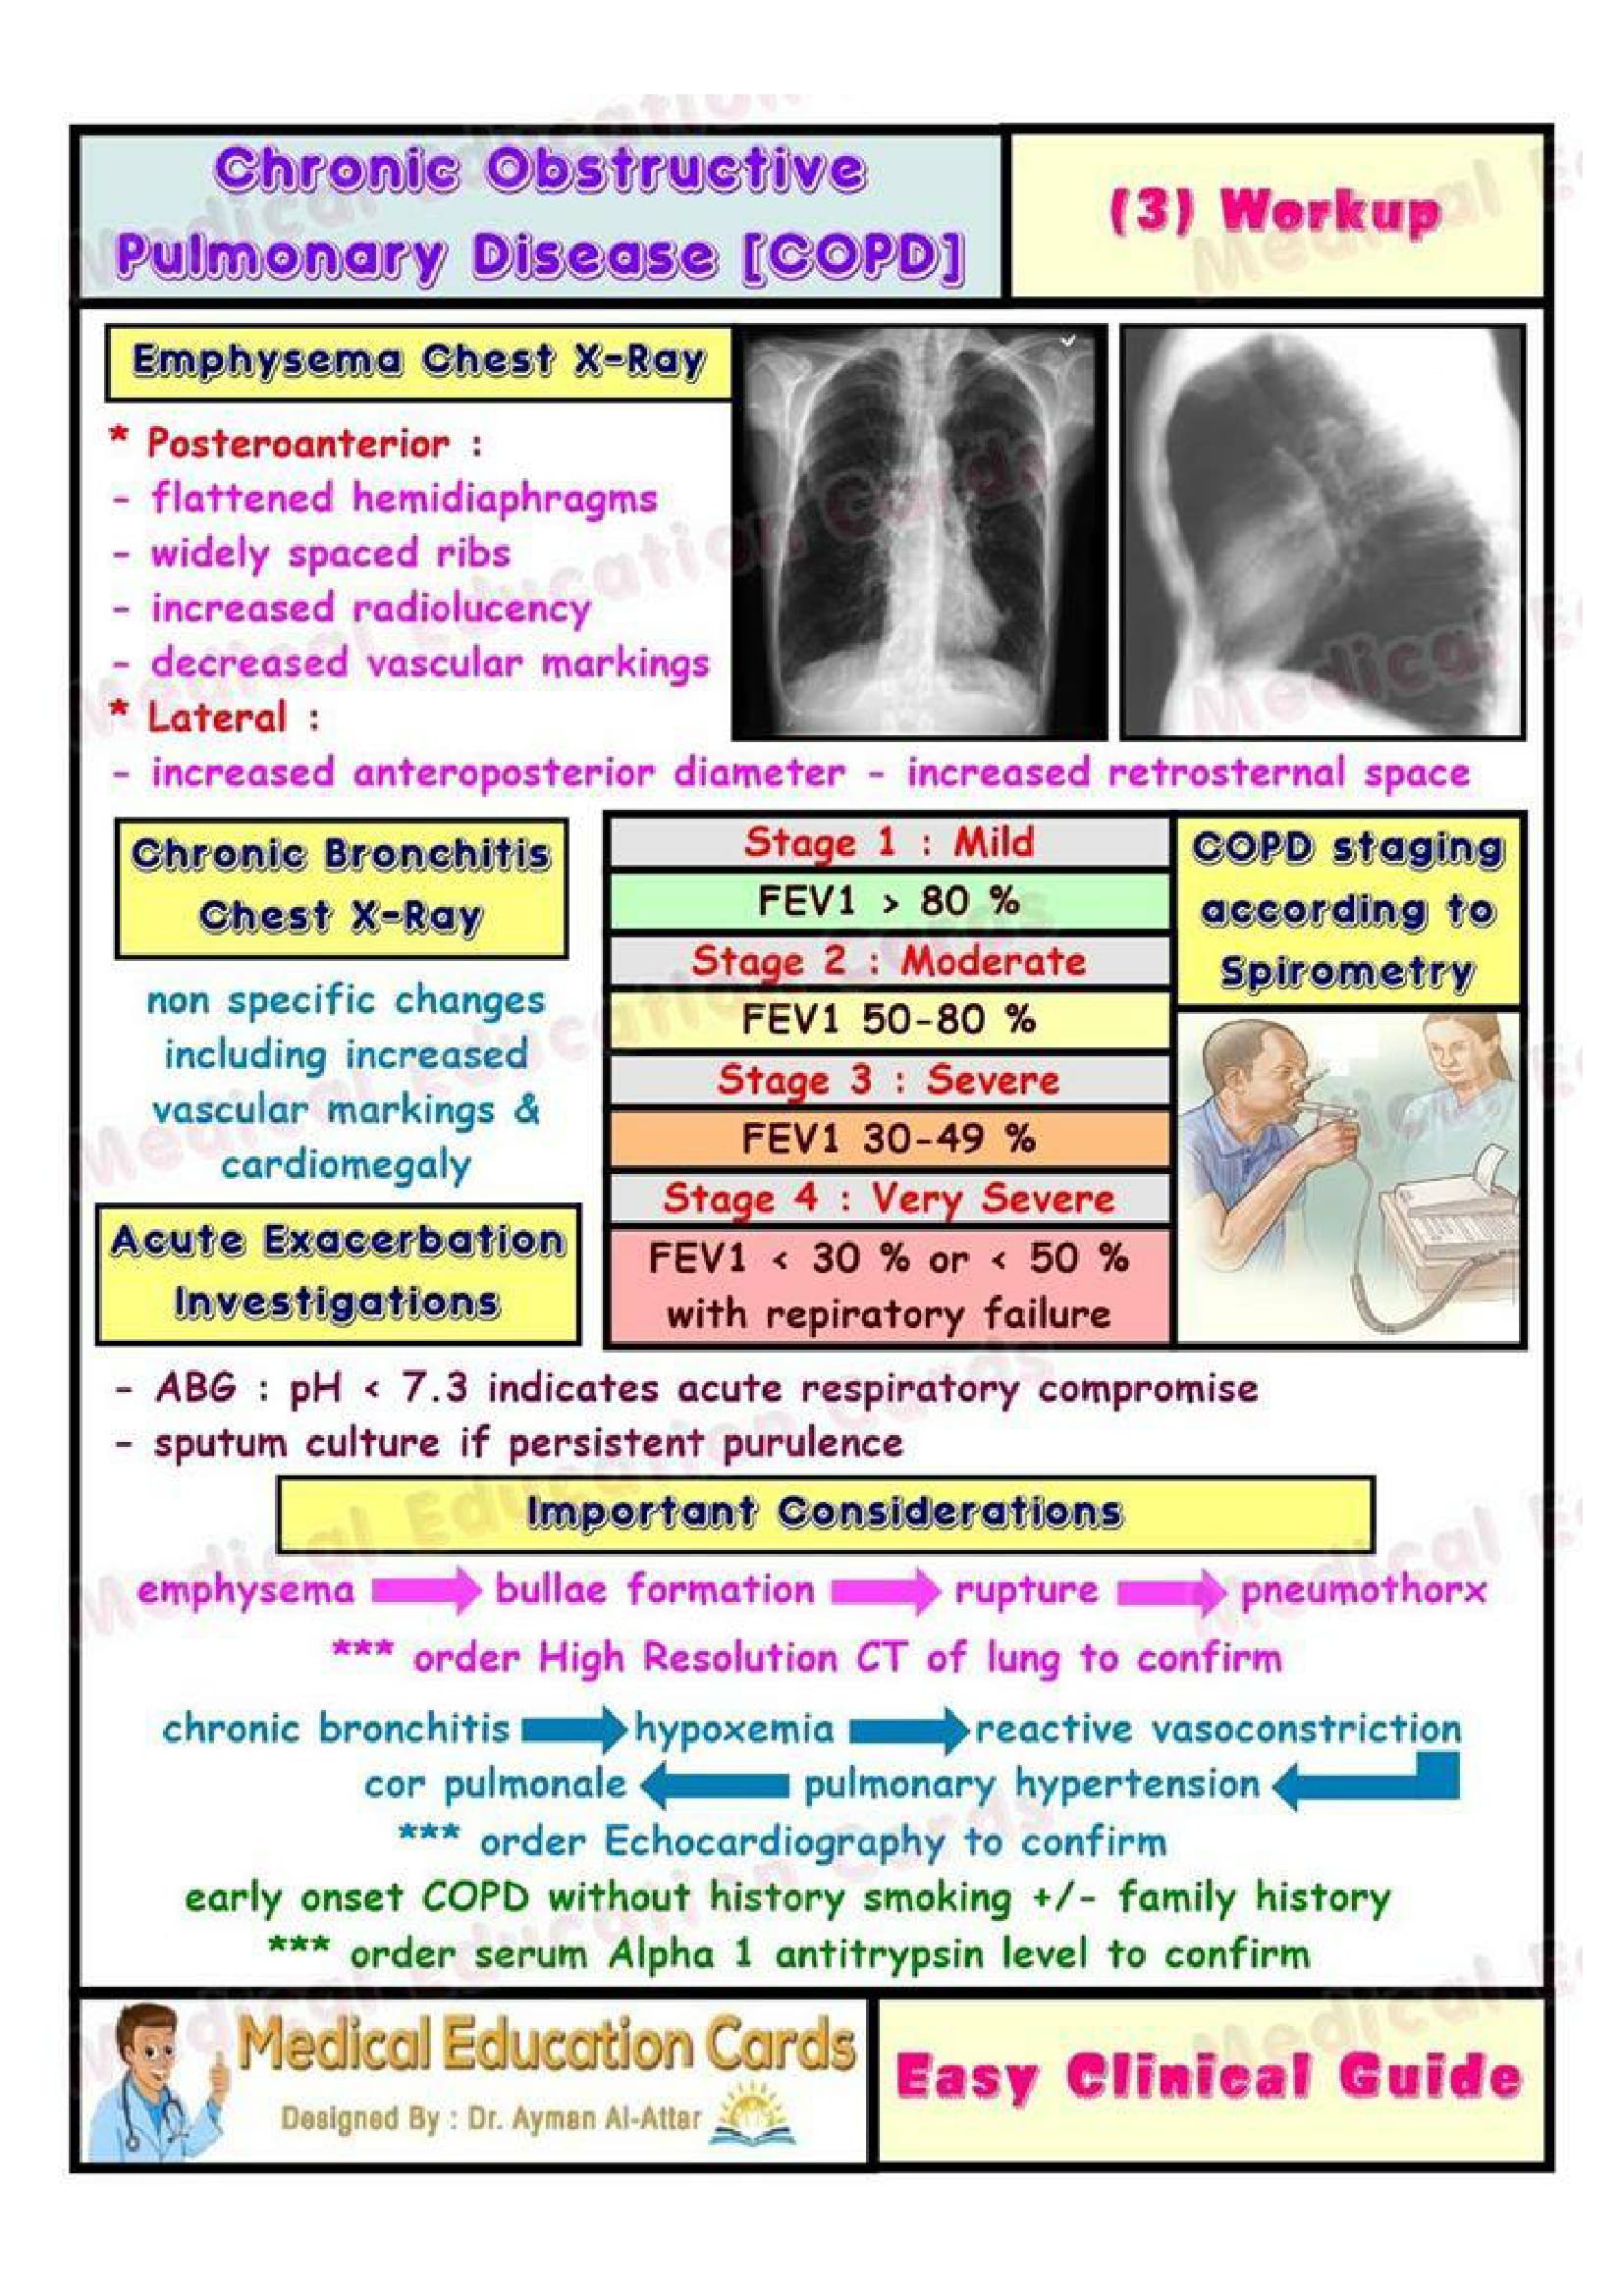 Chronic Obstructive
Pulmonary Disease [COPD]
(3) Workup
Emphysema Chest X-Ray
* Posteroanterior :
- flattened hemidiaphragms
- widely spaced ribs
- increased radiolucency
- decreased vascular markings
* Lateral :
- increased anteroposterior diameter - increased retrosternal space
Chronic Bronchitis
Chest X-Ray
non specific changes
including increased
vascular markings &
cardiomegaly
Stage 1 : Mild
FEV1 > 80 %
Stage 2 : Moderate
FEV1 50-80 %
Stage 3 : Severe
FEV1 30-49 %
Stage 4 : Very Severe
FEV1 < 30 % or < 50 %
with repiratory failure
COPD staging
according to
Spirometry
Acute Exacerbation
Investigations
- ABG : pH < 7.3 indicates acute respiratory compromise
- sputum culture if persistent purulence
Important Considerations
emphysema bullae formation rupture pneumothorx
*** order High Resolution CT of lung to confirm
chronic bronchitis hypoxemia reactive vasoconstriction
cor pulmonale pulmonary hypertension
*** order Echocardiography to confirm
early onset COPD without history smoking +/- family history
*** order serum Alpha 1 antitrypsin level to confirm
Medical Education Cards
Designed By : Dr. Ayman Al-Attar
Easy Clinical Guide